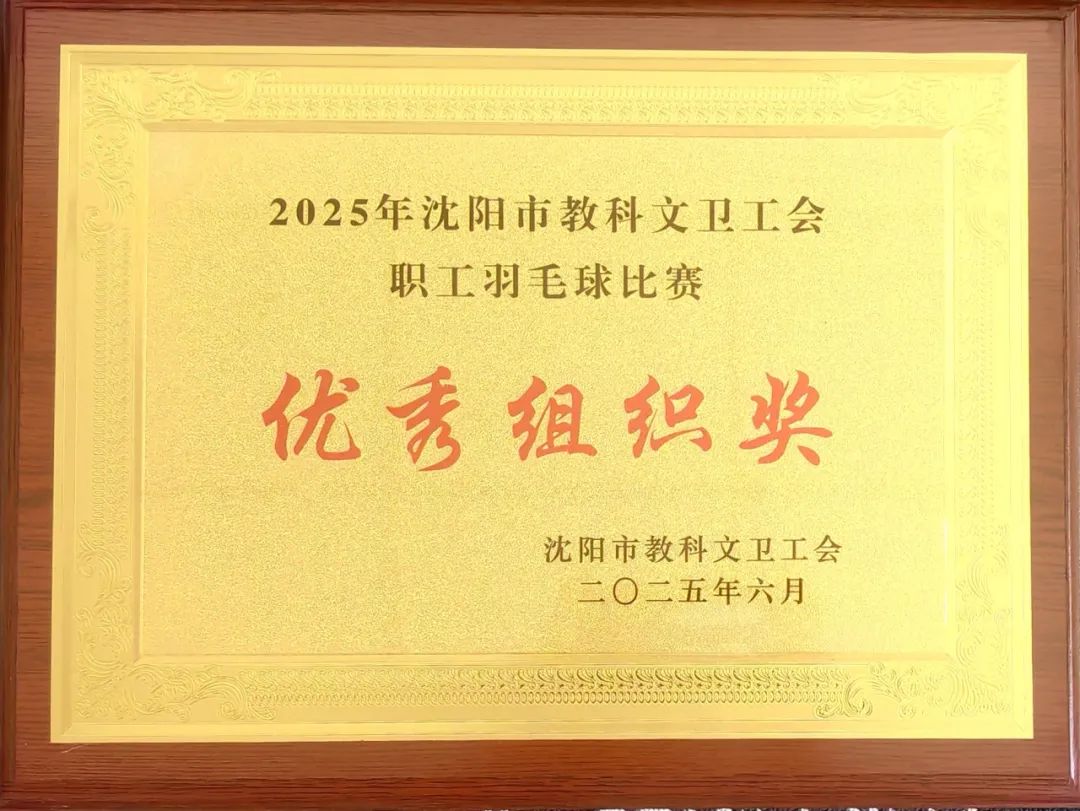 2025年沈阳市教科文卫工会
职工羽毛球比赛
优秀组织奖
沈阳市教科文卫工会
二〇二五年六月